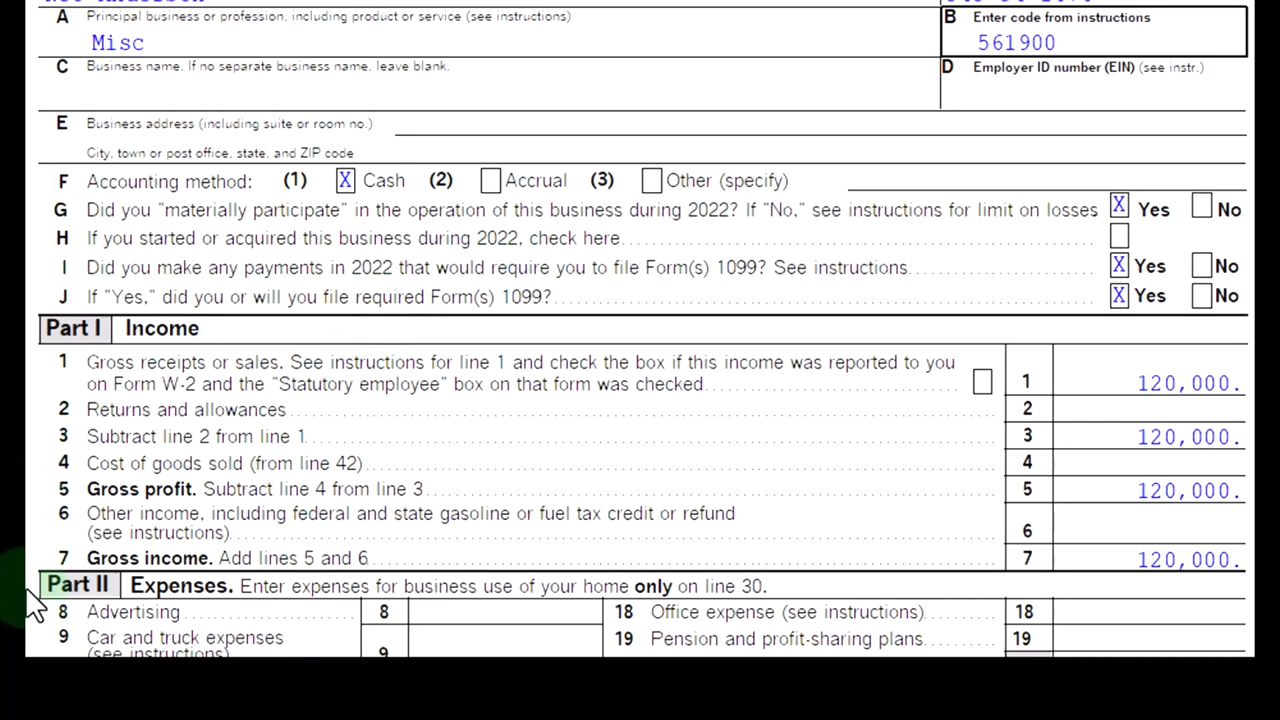 A Principal business or profession, including product or service (see instructions)
Misc
B Enter code from instructions
561900
C Business name. If no separate business name, leave blank.
D Employer ID number (EIN) (see instr.)
E Business address (including suite or room no.)
City, town or post office, state, and ZIP code
F Accounting method: (1) X Cash (2) Accrual (3) Other (specify)
G Did you "materially participate" in the operation of this business during 2022? If "No," see instructions for limit on losses X Yes No
H If you started or acquired this business during 2022, check here
I Did you make any payments in 2022 that would require you to file Form(s) 1099? See instructions. X Yes No
J If "Yes," did you or will you file required Form(s) 1099? X Yes No
Part I Income
1 Gross receipts or sales. See instructions for line 1 and check the box if this income was reported to you
on Form W-2 and the "Statutory employee" box on that form was checked 1 120,000.
2 Returns and allowances 2
3 Subtract line 2 from line 1 3 120,000.
4 Cost of goods sold (from line 42) 4
5 Gross profit. Subtract line 4 from line 3 5 120,000.
6 Other income, including federal and state gasoline or fuel tax credit or refund
(see instructions) 6
7 Gross income. Add lines 5 and 6 7 120,000.
Part II Expenses. Enter expenses for business use of your home only on line 30.
8 Advertising 8
18 Office expense (see instructions) 18
9 Car and truck expenses
(see instructions) 9
19 Pension and profit-sharing plans 19